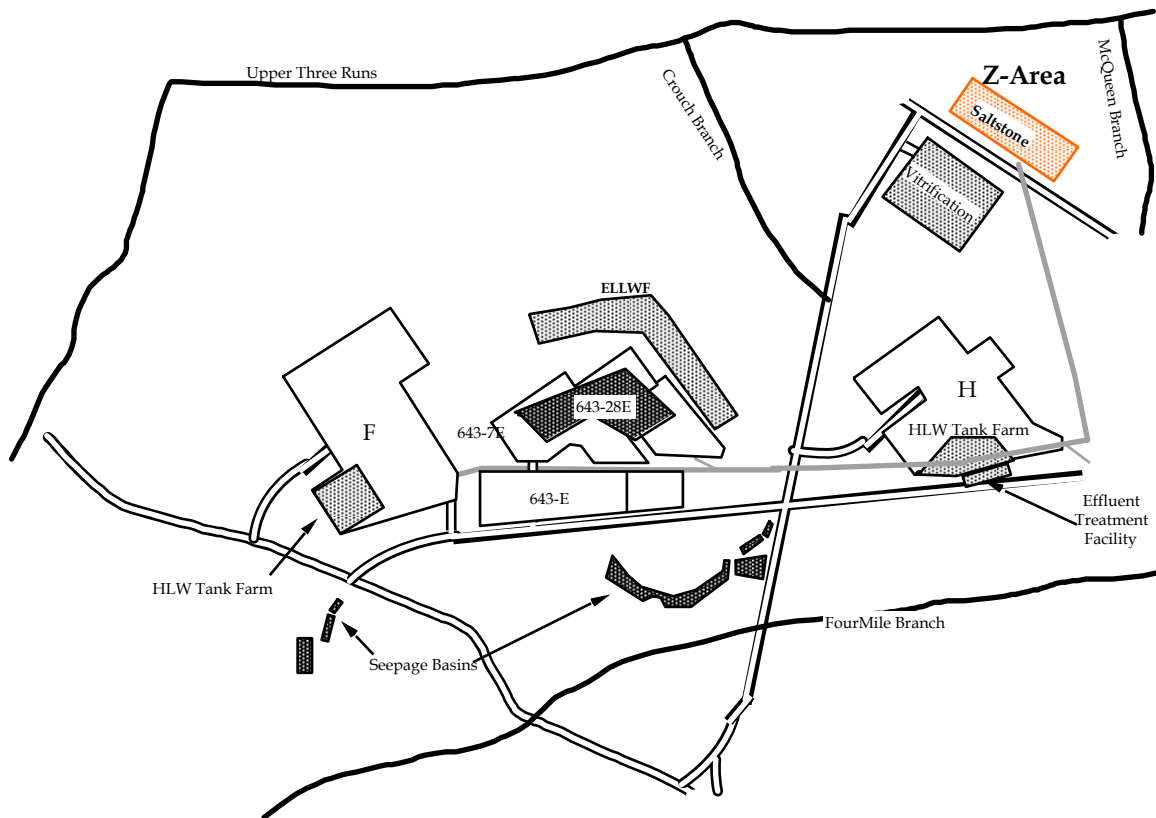 Upper Three Runs
Crouch Branch
McQueen Branch
Z-Area
Saltstone
Vitrification
ELLWF
643-28E
643-7E
F
H
HLW Tank Farm
643-E
Effluent
Treatment
Facility
HLW Tank Farm
FourMile Branch
Seepage Basins